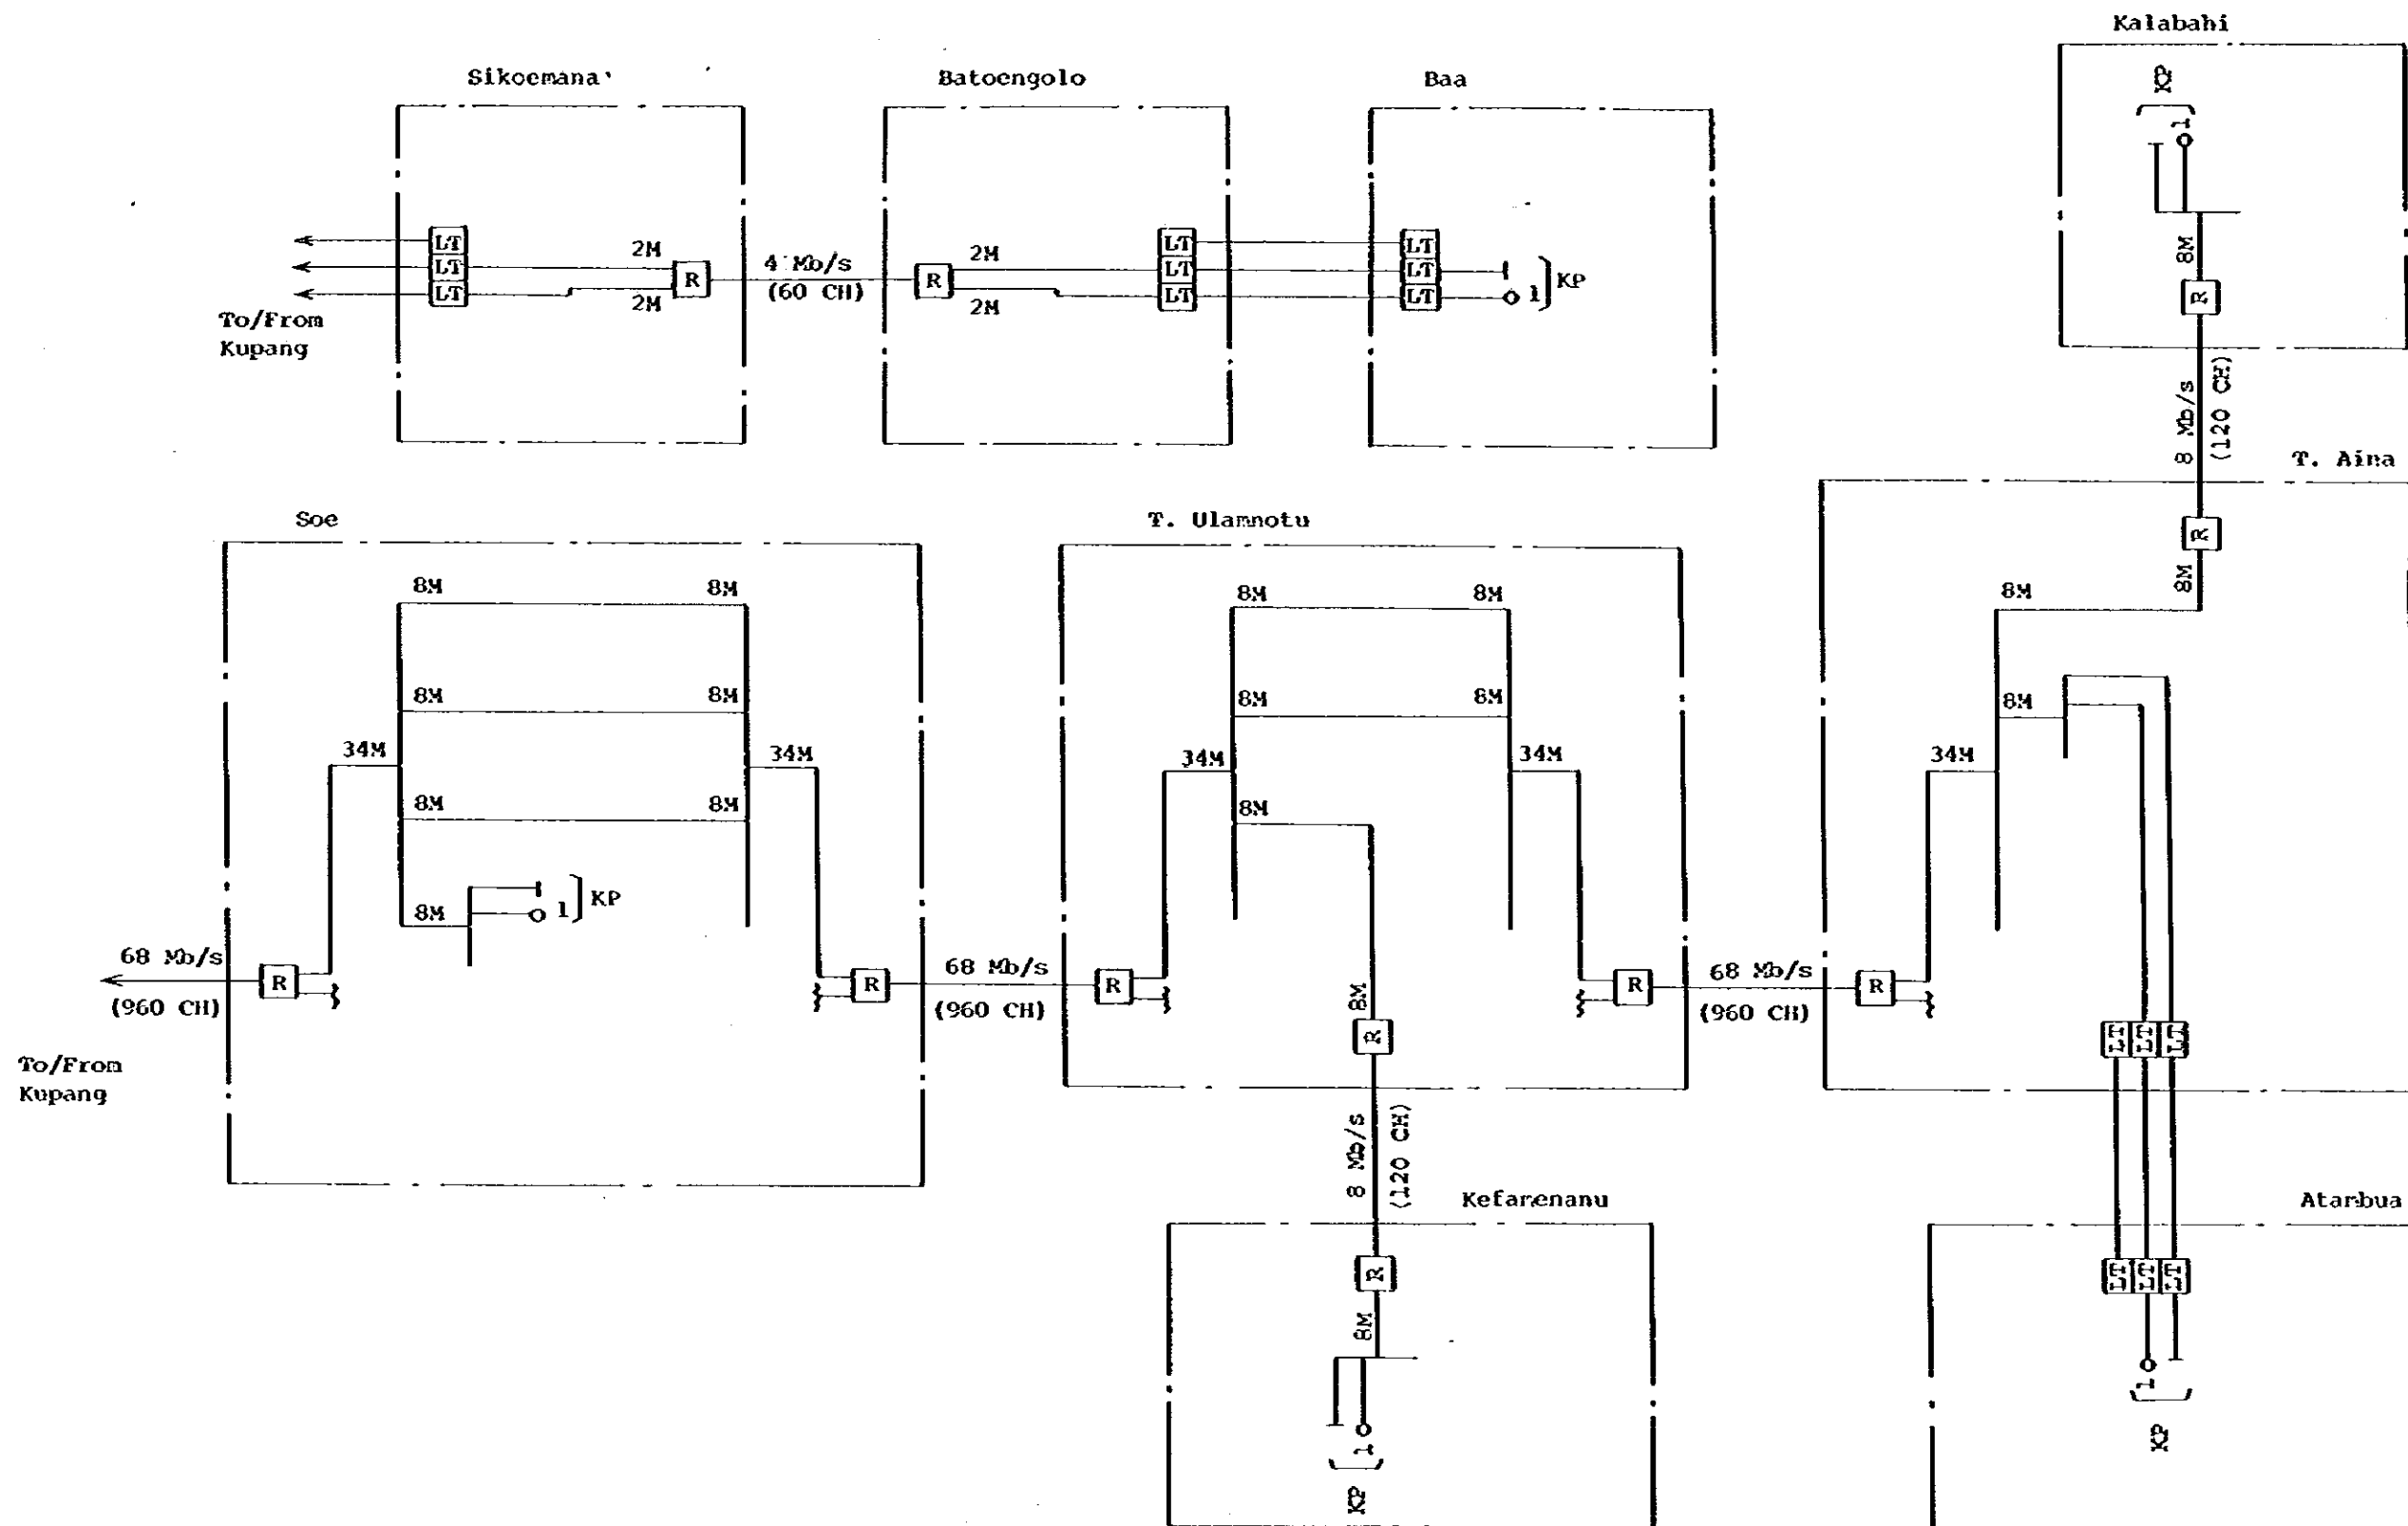 Kalabahi
KP
1
8M
R
8 Mb/s
(120 CH)
Sikoemana
LT
LT
LT
2M
2M
R
To/From
Kupang
4 Mb/s
(60 CH)
Batoengolo
R
2M
2M
LT
LT
LT
Baa
LT
LT
LT
1
KP
Soe
8M 8M
8M 8M
34M 34M
8M 8M
8M
1 KP
68 Mb/s
(960 CH)
R
R
To/From
Kupang
68 Mb/s
(960 CH)
T. Ulamnotu
8M 8M
8M 8M
34M 34M
8M
8M
R
R
R
68 Mb/s
(960 CH)
8 Mb/s
(120 CH)
Kefamenanu
R
8M
1
KP
T. Aina
R
8M
8M
8M
34M
R
LT LT LT
Atambua
LT LT LT
1
KP